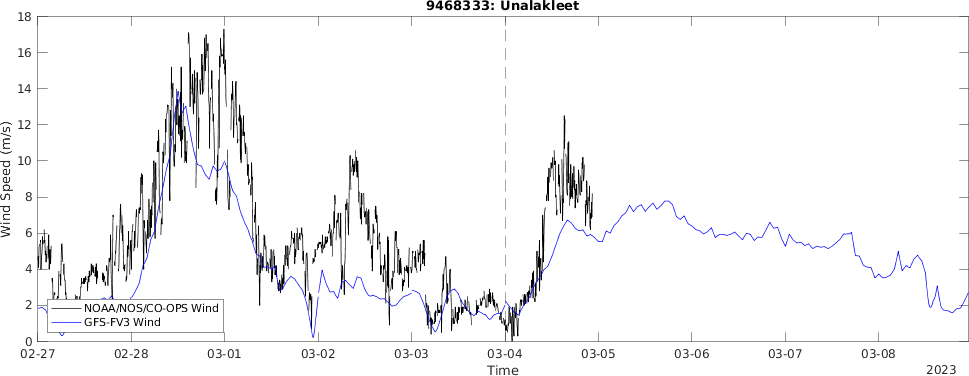 9468333: Unalakleet
18
16
14
12
10
8
6
4
2
0
Wind Speed (m/s)
NOAA/NOS/CO-OPS Wind
GFS-FV3 Wind
02-27 02-28 03-01 03-02 03-03 03-04 03-05 03-06 03-07 03-08
Time
2023